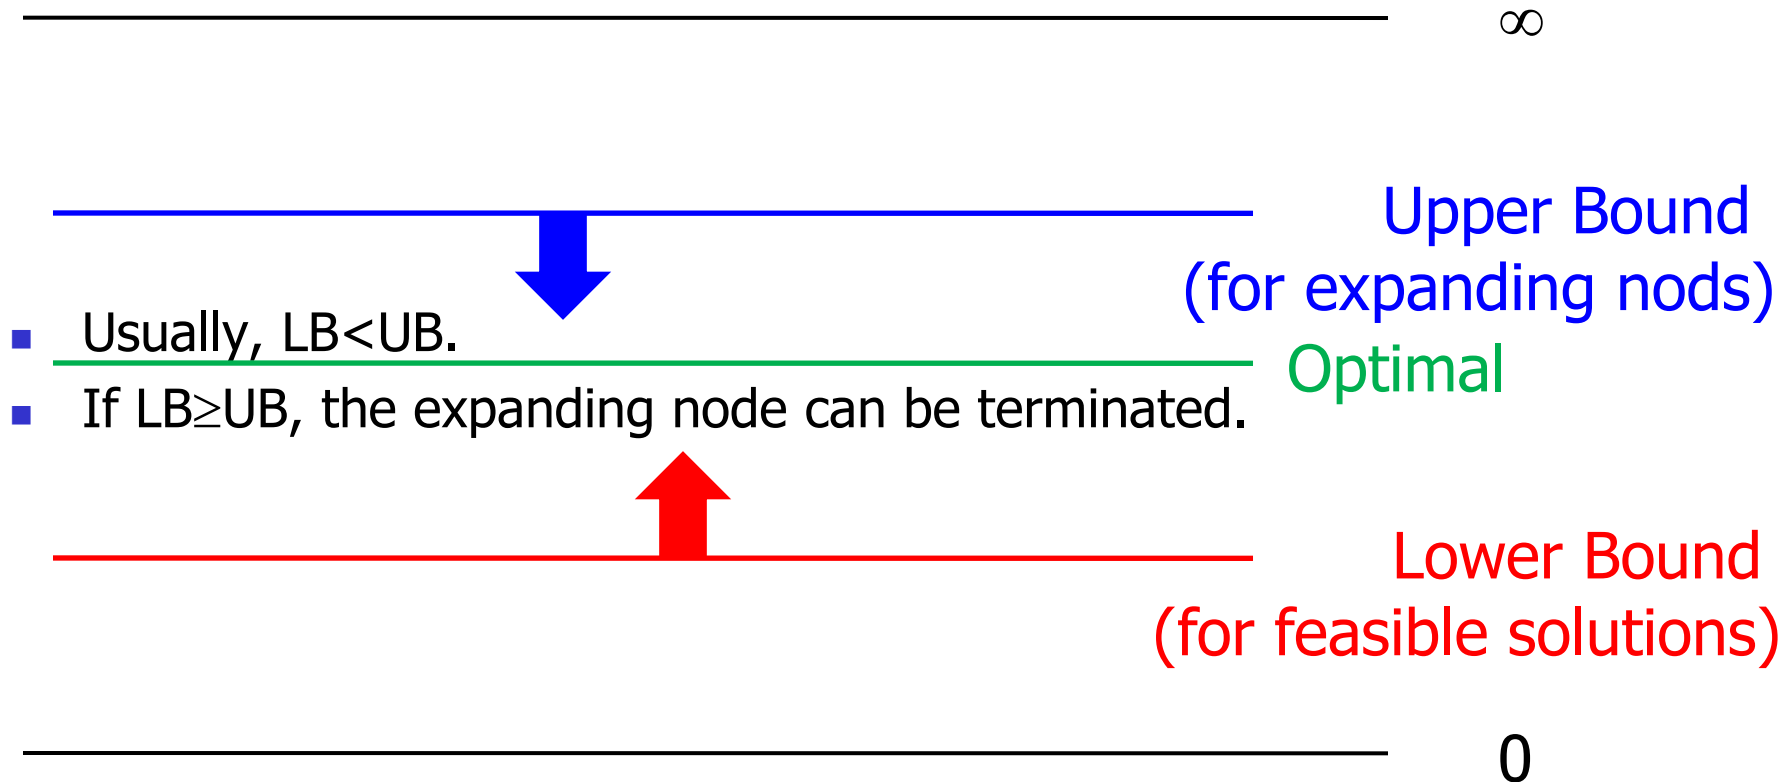 ∞
Upper Bound
(for expanding nods)
▪ Usually, LB<UB.
Optimal
▪ If LB≥UB, the expanding node can be terminated.
Lower Bound
(for feasible solutions)
0